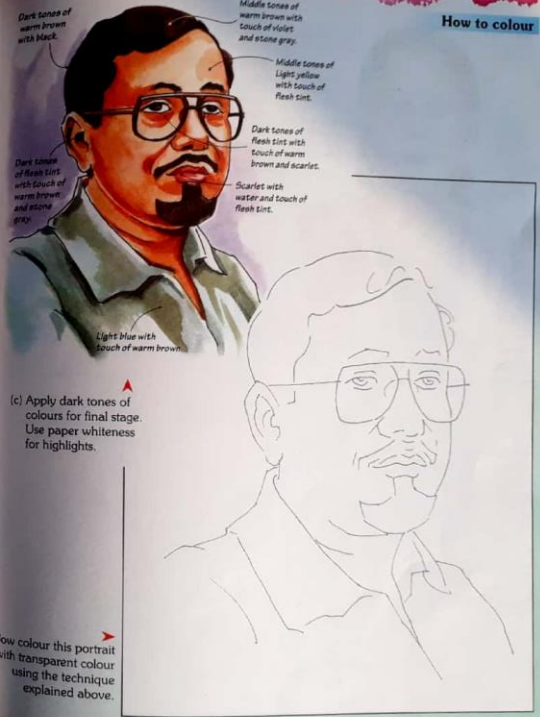 How to colour
Dark tones of
warm brown
with black.
Middle tones of
warm brown with
touch of violet
and stone gray.
Middle tones of
Light yellow
with touch of
flesh tint.
Dark tones of
flesh tint with
touch of warm
brown and scarlet.
Dark tones
of flesh tint
with touch of
warm brown
and stone
gray.
Scarlet with
water and touch of
flesh tint.
Light blue with
touch of warm brown.
(c) Apply dark tones of
colours for final stage.
Use paper whiteness
for highlights.
ow colour this portrait
with transparent colour
using the technique
explained above.